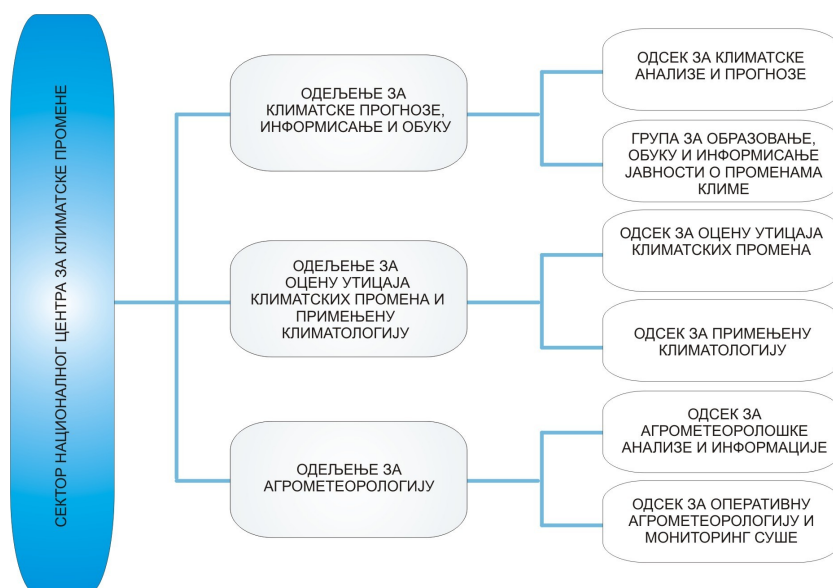 СЕКТОР НАЦИОНАЛНОГ ЦЕНТРА ЗА КЛИМАТСКЕ ПРОМЕНЕ
ОДЕЉЕЊЕ ЗА
КЛИМАТСКЕ ПРОГНОЗЕ,
ИНФОРМИСАЊЕ И ОБУКУ
ОДСЕК ЗА КЛИМАТСКЕ
АНАЛИЗЕ И ПРОГНОЗЕ
ГРУПА ЗА ОБРАЗОВАЊЕ,
ОБУКУ И ИНФОРМИСАЊЕ
ЈАВНОСТИ О ПРОМЕНАМА
КЛИМЕ
ОДЕЉЕЊЕ ЗА
ОЦЕНУ УТИЦАЈА
КЛИМАТСКИХ ПРОМЕНА И
ПРИМЕЊЕНУ
КЛИМАТОЛОГИЈУ
ОДСЕК ЗА ОЦЕНУ УТИЦАЈА
КЛИМАТСКИХ ПРОМЕНА
ОДСЕК ЗА ПРИМЕЊЕНУ
КЛИМАТОЛОГИЈУ
ОДЕЉЕЊЕ ЗА
АГРОМЕТЕОРОЛОГИЈУ
ОДСЕК ЗА
АГРОМЕТЕОРОЛОШКЕ
АНАЛИЗЕ И ИНФОРМАЦИЈЕ
ОДСЕК ЗА ОПЕРАТИВНУ
АГРОМЕТЕОРОЛОГИЈУ И
МОНИТОРИНГ СУШЕ